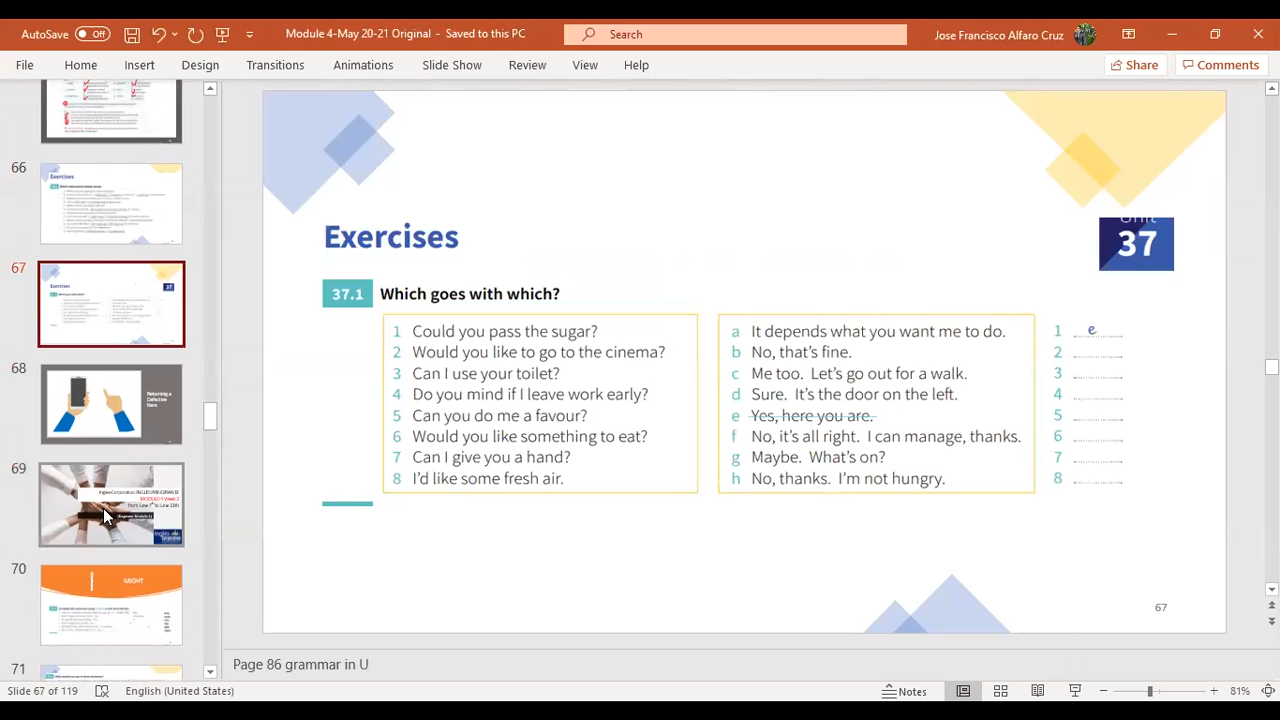 AutoSave Off Module 4-May 20-21 Original - Saved to this PC Search Jose Francisco Alfaro Cruz
File Home Insert Design Transitions Animations Slide Show Review View Help Share Comments
66
Exercises
67
Exercises
37
68
Returning a
Defective
Item.
69
70
MIGHT
71
Exercises
Unit
37
37.1 Which goes with which?
1 Could you pass the sugar?
2 Would you like to go to the cinema?
3 Can I use your toilet?
4 Do you mind if I leave work early?
5 Can you do me a favour?
6 Would you like something to eat?
7 Can I give you a hand?
8 I'd like some fresh air.
a It depends what you want me to do.
b No, that's fine.
c Me too. Let's go out for a walk.
d Sure. It's the door on the left.
e Yes, here you are.
f No, it's all right. I can manage, thanks.
g Maybe. What's on?
h No, thanks. I'm not hungry.
1 e
2
3
4
5
6
7
8
67
Page 86 grammar in U
Slide 67 of 119 English (United States) Notes 81%